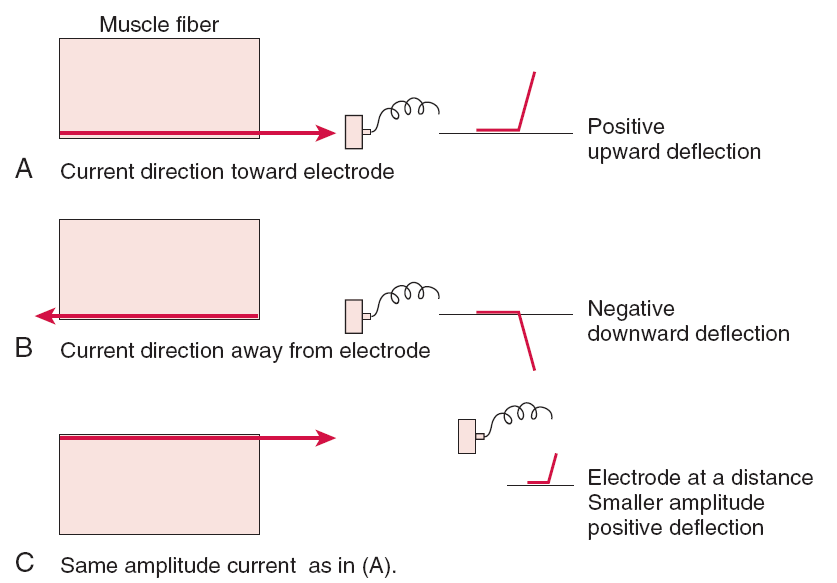 Muscle fiber
Positive
upward deflection
A Current direction toward electrode
Negative
downward deflection
B Current direction away from electrode
Electrode at a distance
Smaller amplitude
positive deflection
C Same amplitude current as in (A).